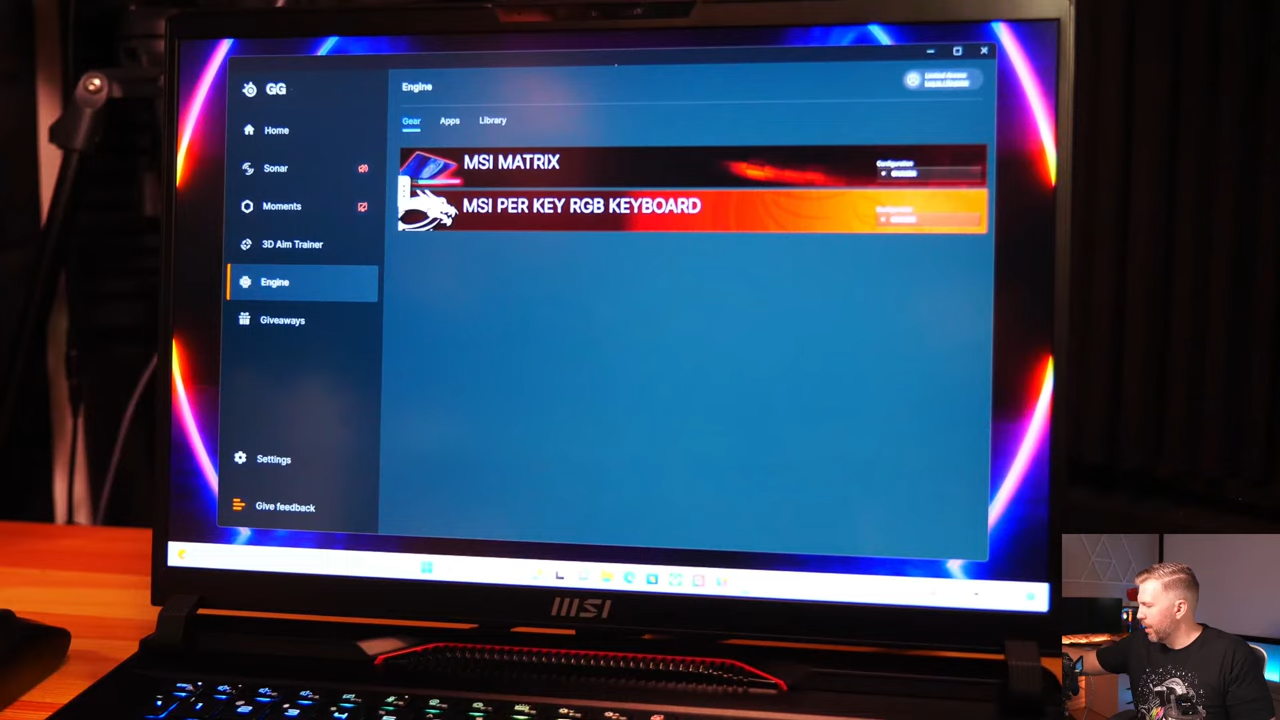 GG
Home
Sonar
Moments
3D Aim Trainer
Engine
Giveaways
Settings
Give feedback
Engine
Gear Apps Library
MSI MATRIX
Configuration
MSI PER KEY RGB KEYBOARD
msi